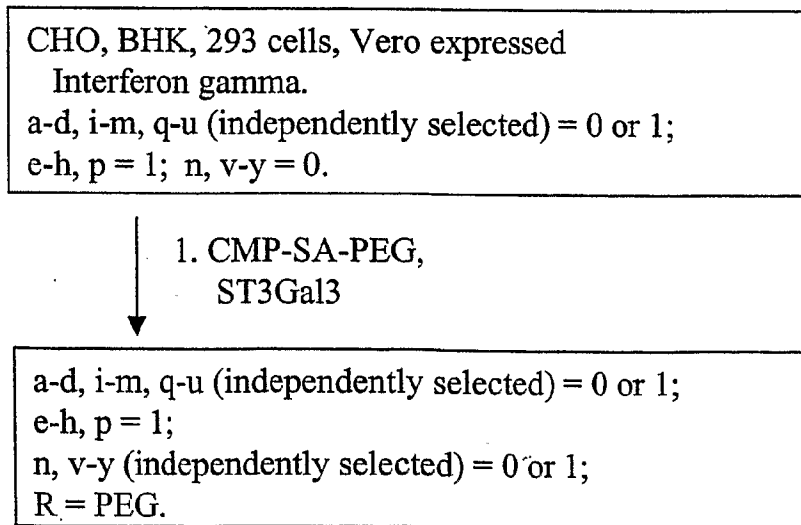 CHO, BHK, 293 cells, Vero expressed
Interferon gamma.
a-d, i-m, q-u (independently selected) = 0 or 1;
e-h, p = 1; n, v-y = 0.
1. CMP-SA-PEG,
ST3Gal3
a-d, i-m, q-u (independently selected) = 0 or 1;
e-h, p = 1;
n, v-y (independently selected) = 0 or 1;
R = PEG.